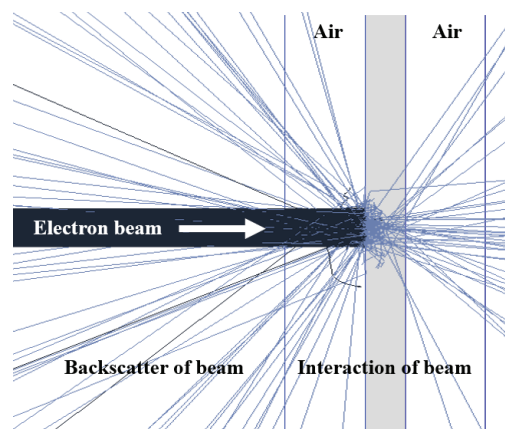 Air
Air
Electron beam
Backscatter of beam
Interaction of beam